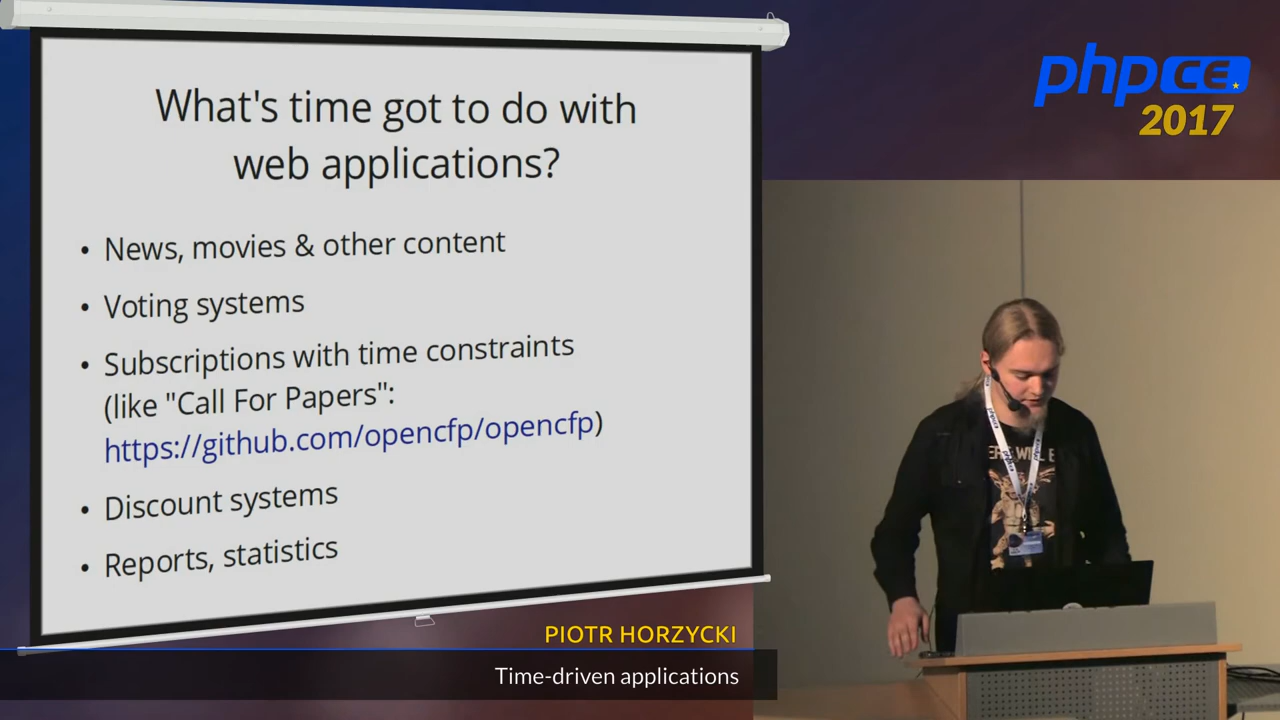 What's time got to do with
web applications?
• News, movies & other content
• Voting systems
• Subscriptions with time constraints
(like "Call For Papers":
https://github.com/opencfp/opencfp)
• Discount systems
• Reports, statistics
phpCE
2017
PIOTR HORZYCKI
Time-driven applications